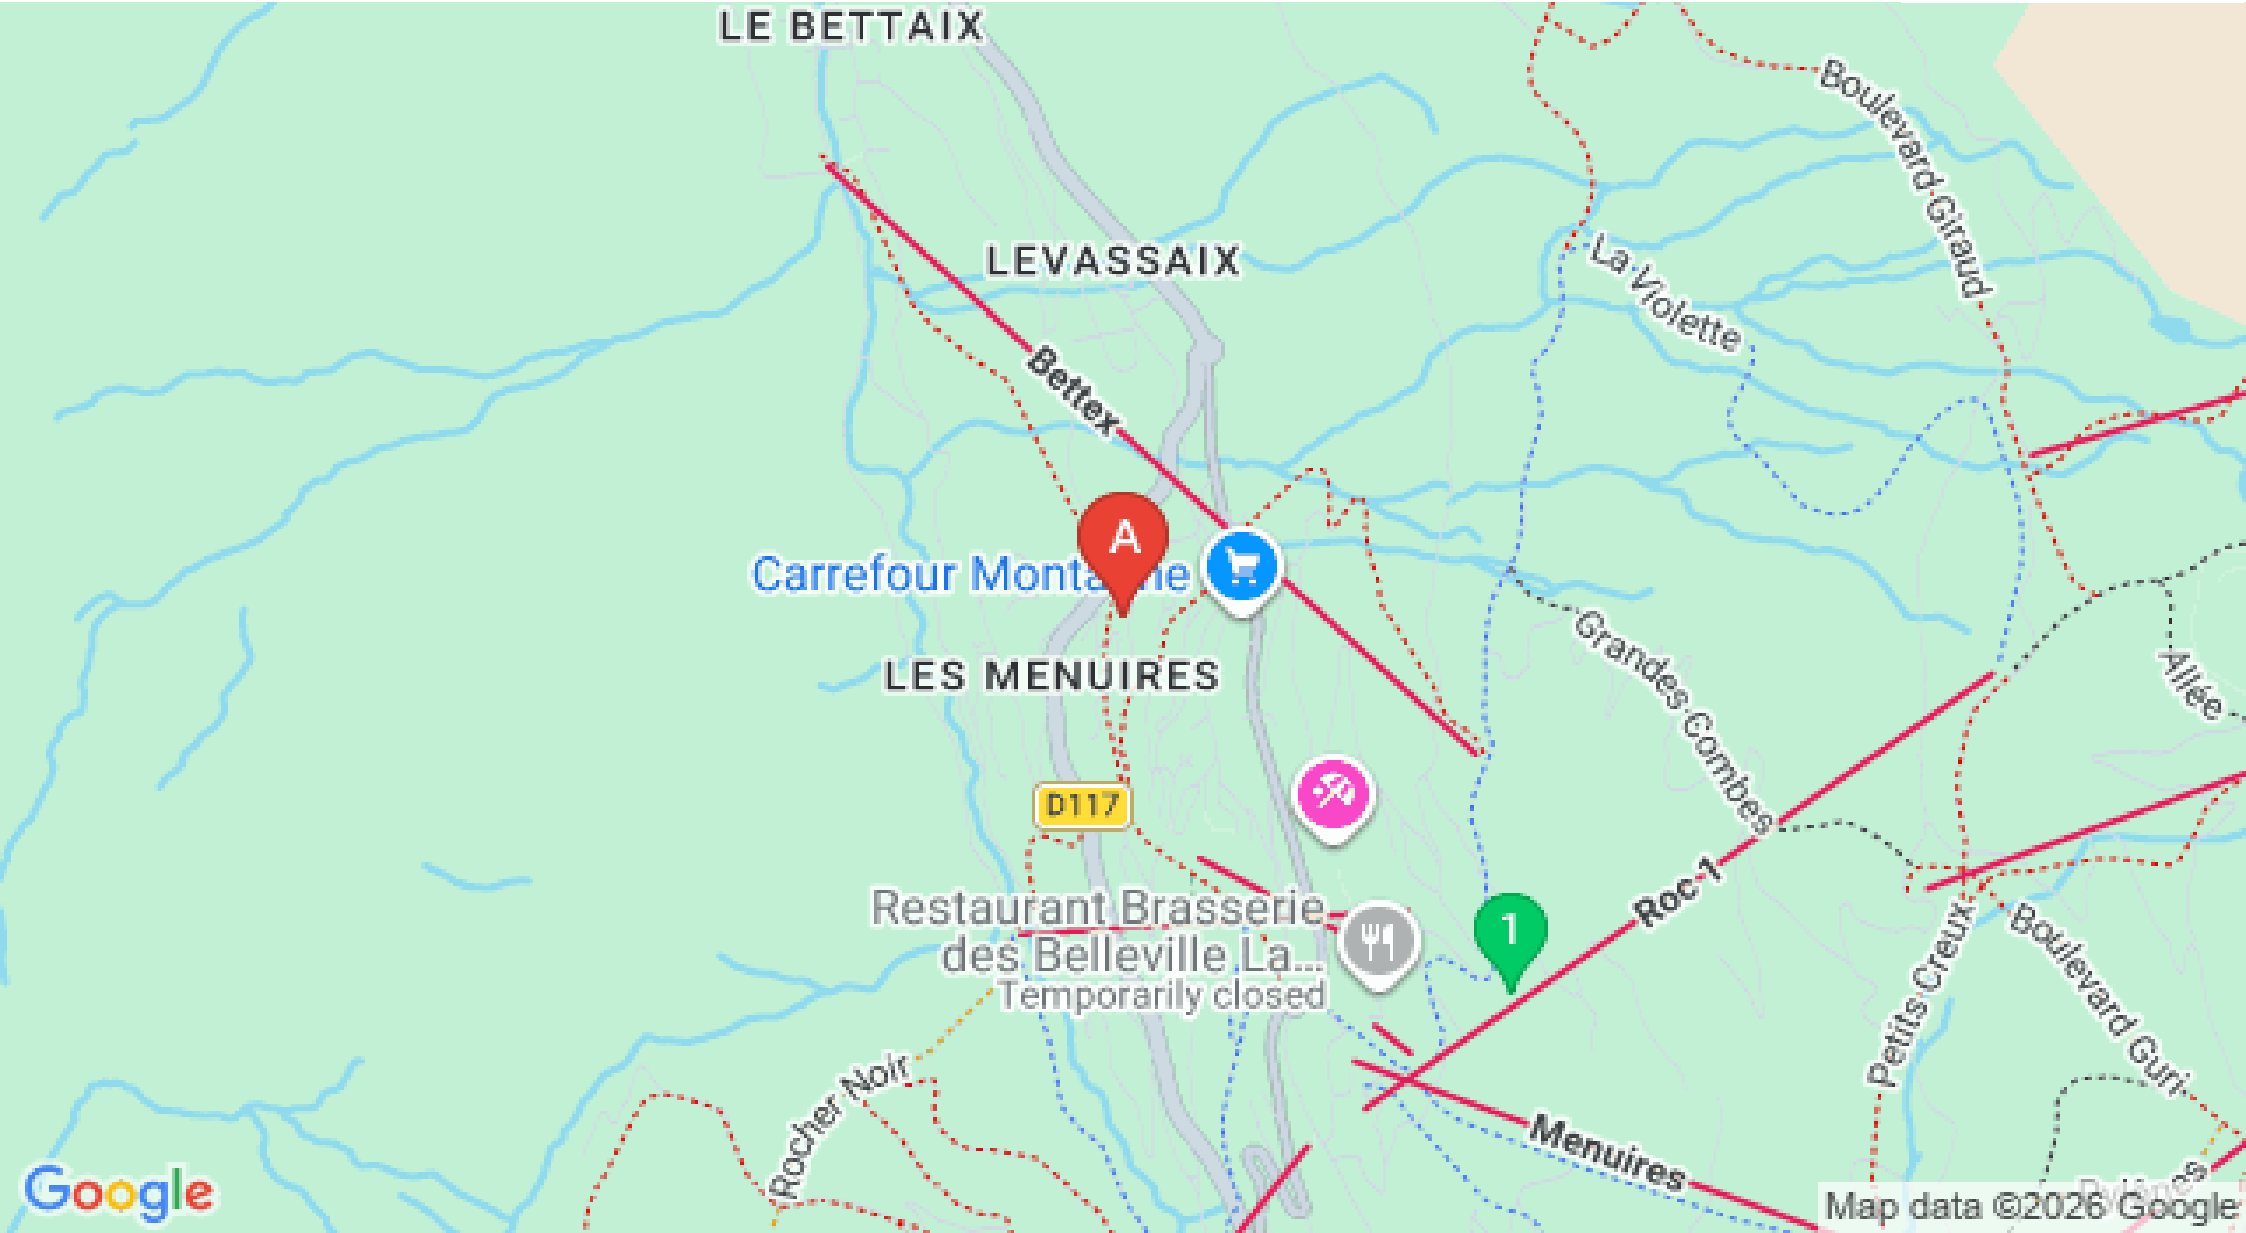 LE BETTAIX
Boulevard Giraud
LEVASSAIX
La Violette
Bettex
A
Carrefour Monta
ne
Grandes Combes
Allée
LES MENUIRES
D117
Roc 1
Restaurant Brasserie
des Belleville La...
Temporarily closed
1
Petits Creux
Boulevard Guri
Rocher Noir
Menuires
Google
Map data ©2026 Google